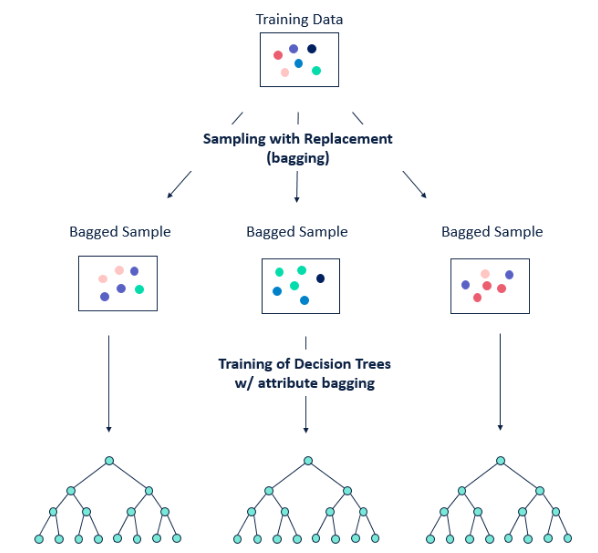 Training Data
Sampling with Replacement
(bagging)
Bagged Sample
Bagged Sample
Bagged Sample
Training of Decision Trees
w/ attribute bagging